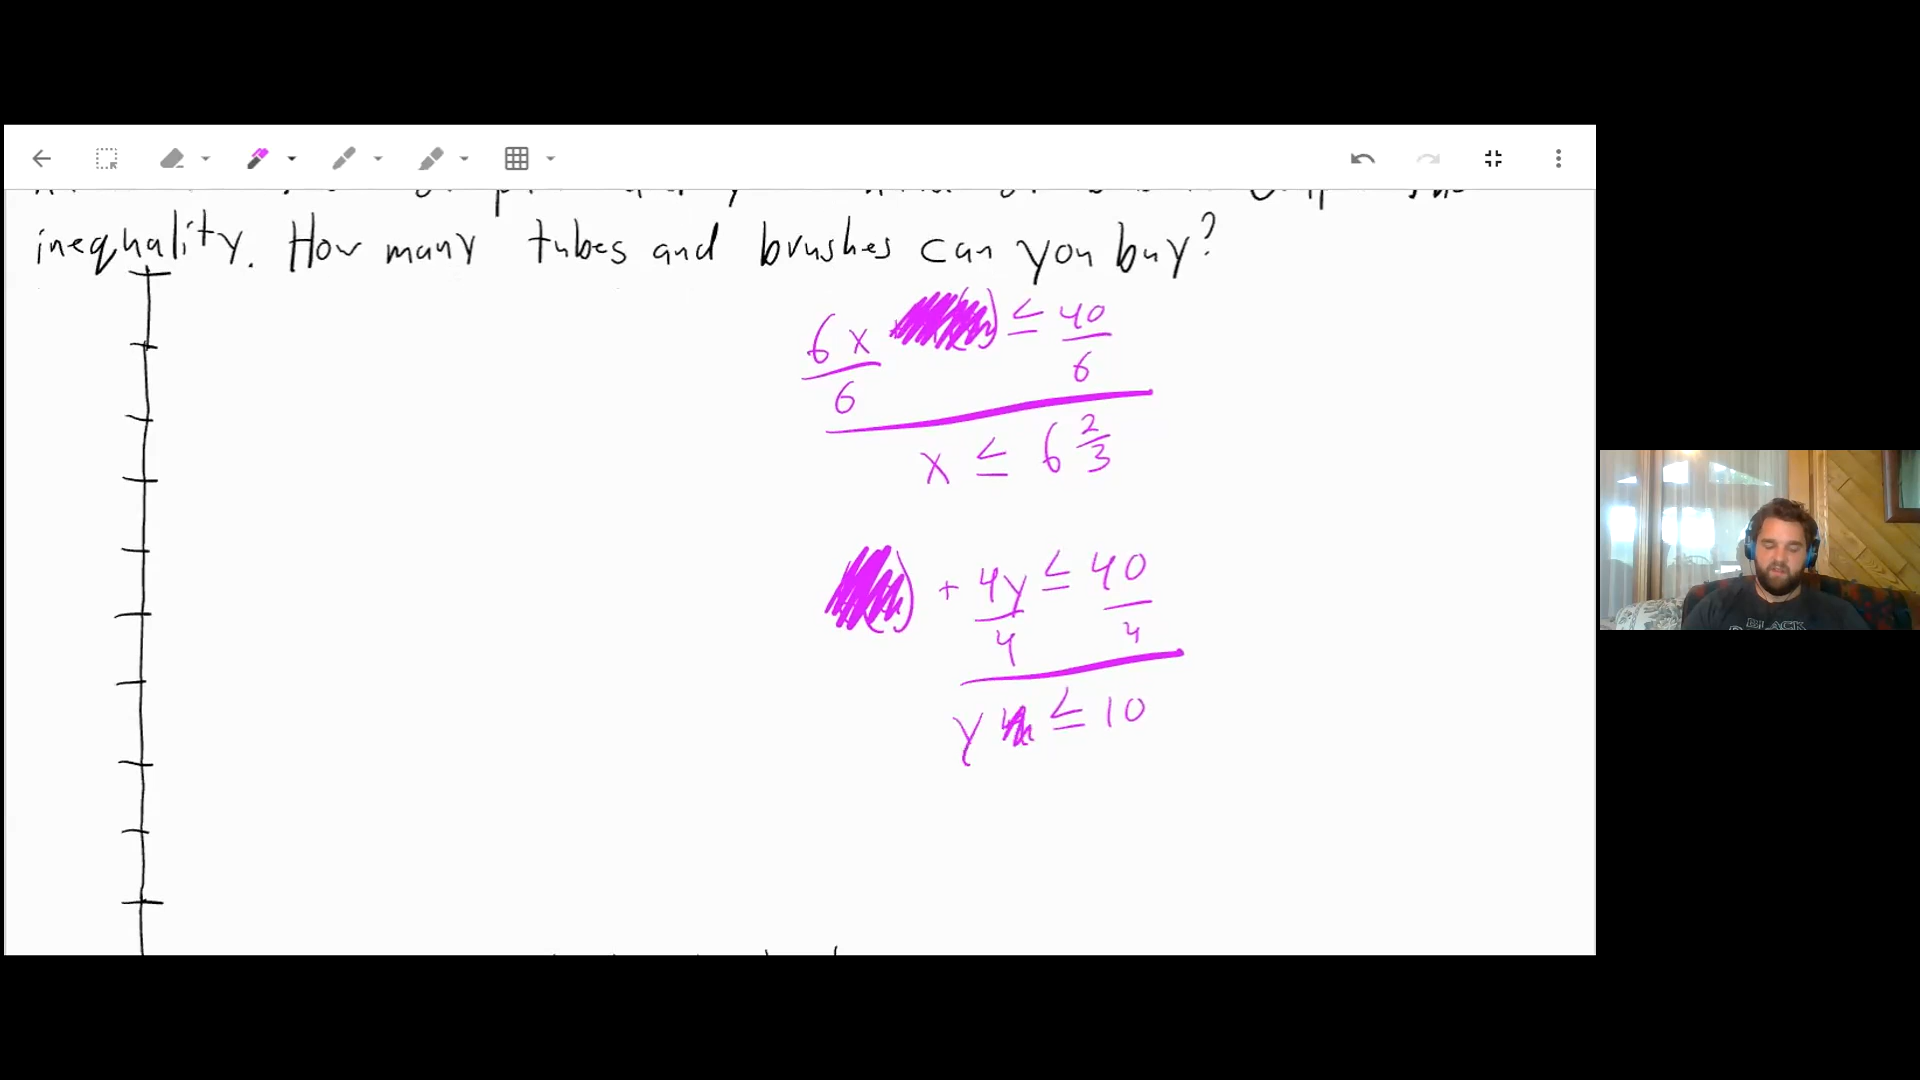 inequality. How many tubes and brushes can you buy?
6x ≤ 40
6 6
x ≤ 6 2/3
+ 4y ≤ 40
4 4
y ≤ 10
BLACK